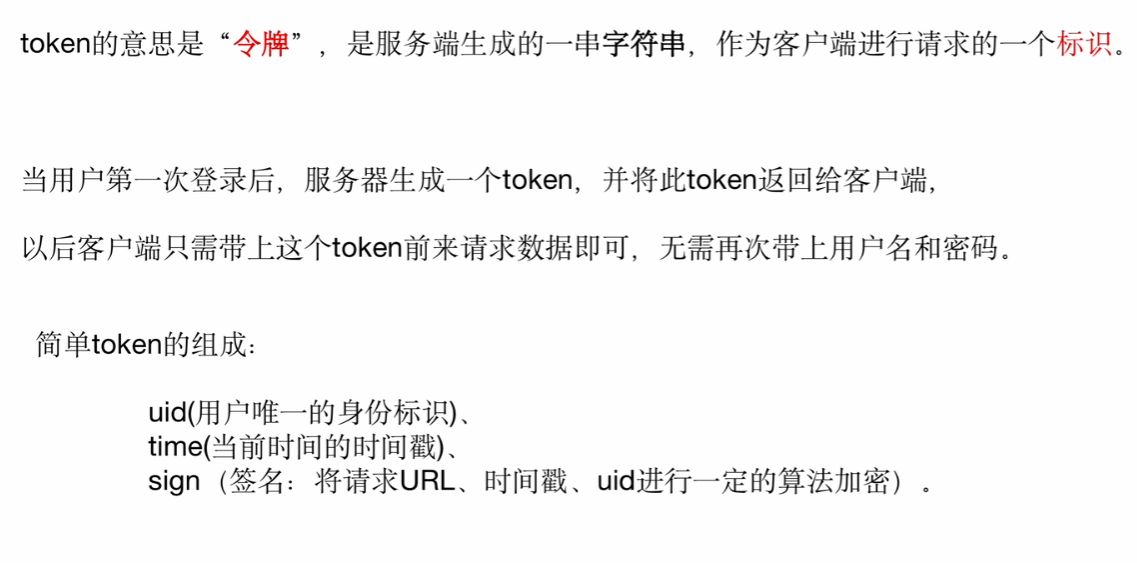 token的意思是“令牌”，是服务端生成的一串字符串，作为客户端进行请求的一个标识。
当用户第一次登录后，服务器生成一个token，并将此token返回给客户端，
以后客户端只需带上这个token前来请求数据即可，无需再次带上用户名和密码。
简单token的组成：
uid(用户唯一的身份标识)、
time(当前时间的时间戳)、
sign（签名：将请求URL、时间戳、uid进行一定的算法加密）。